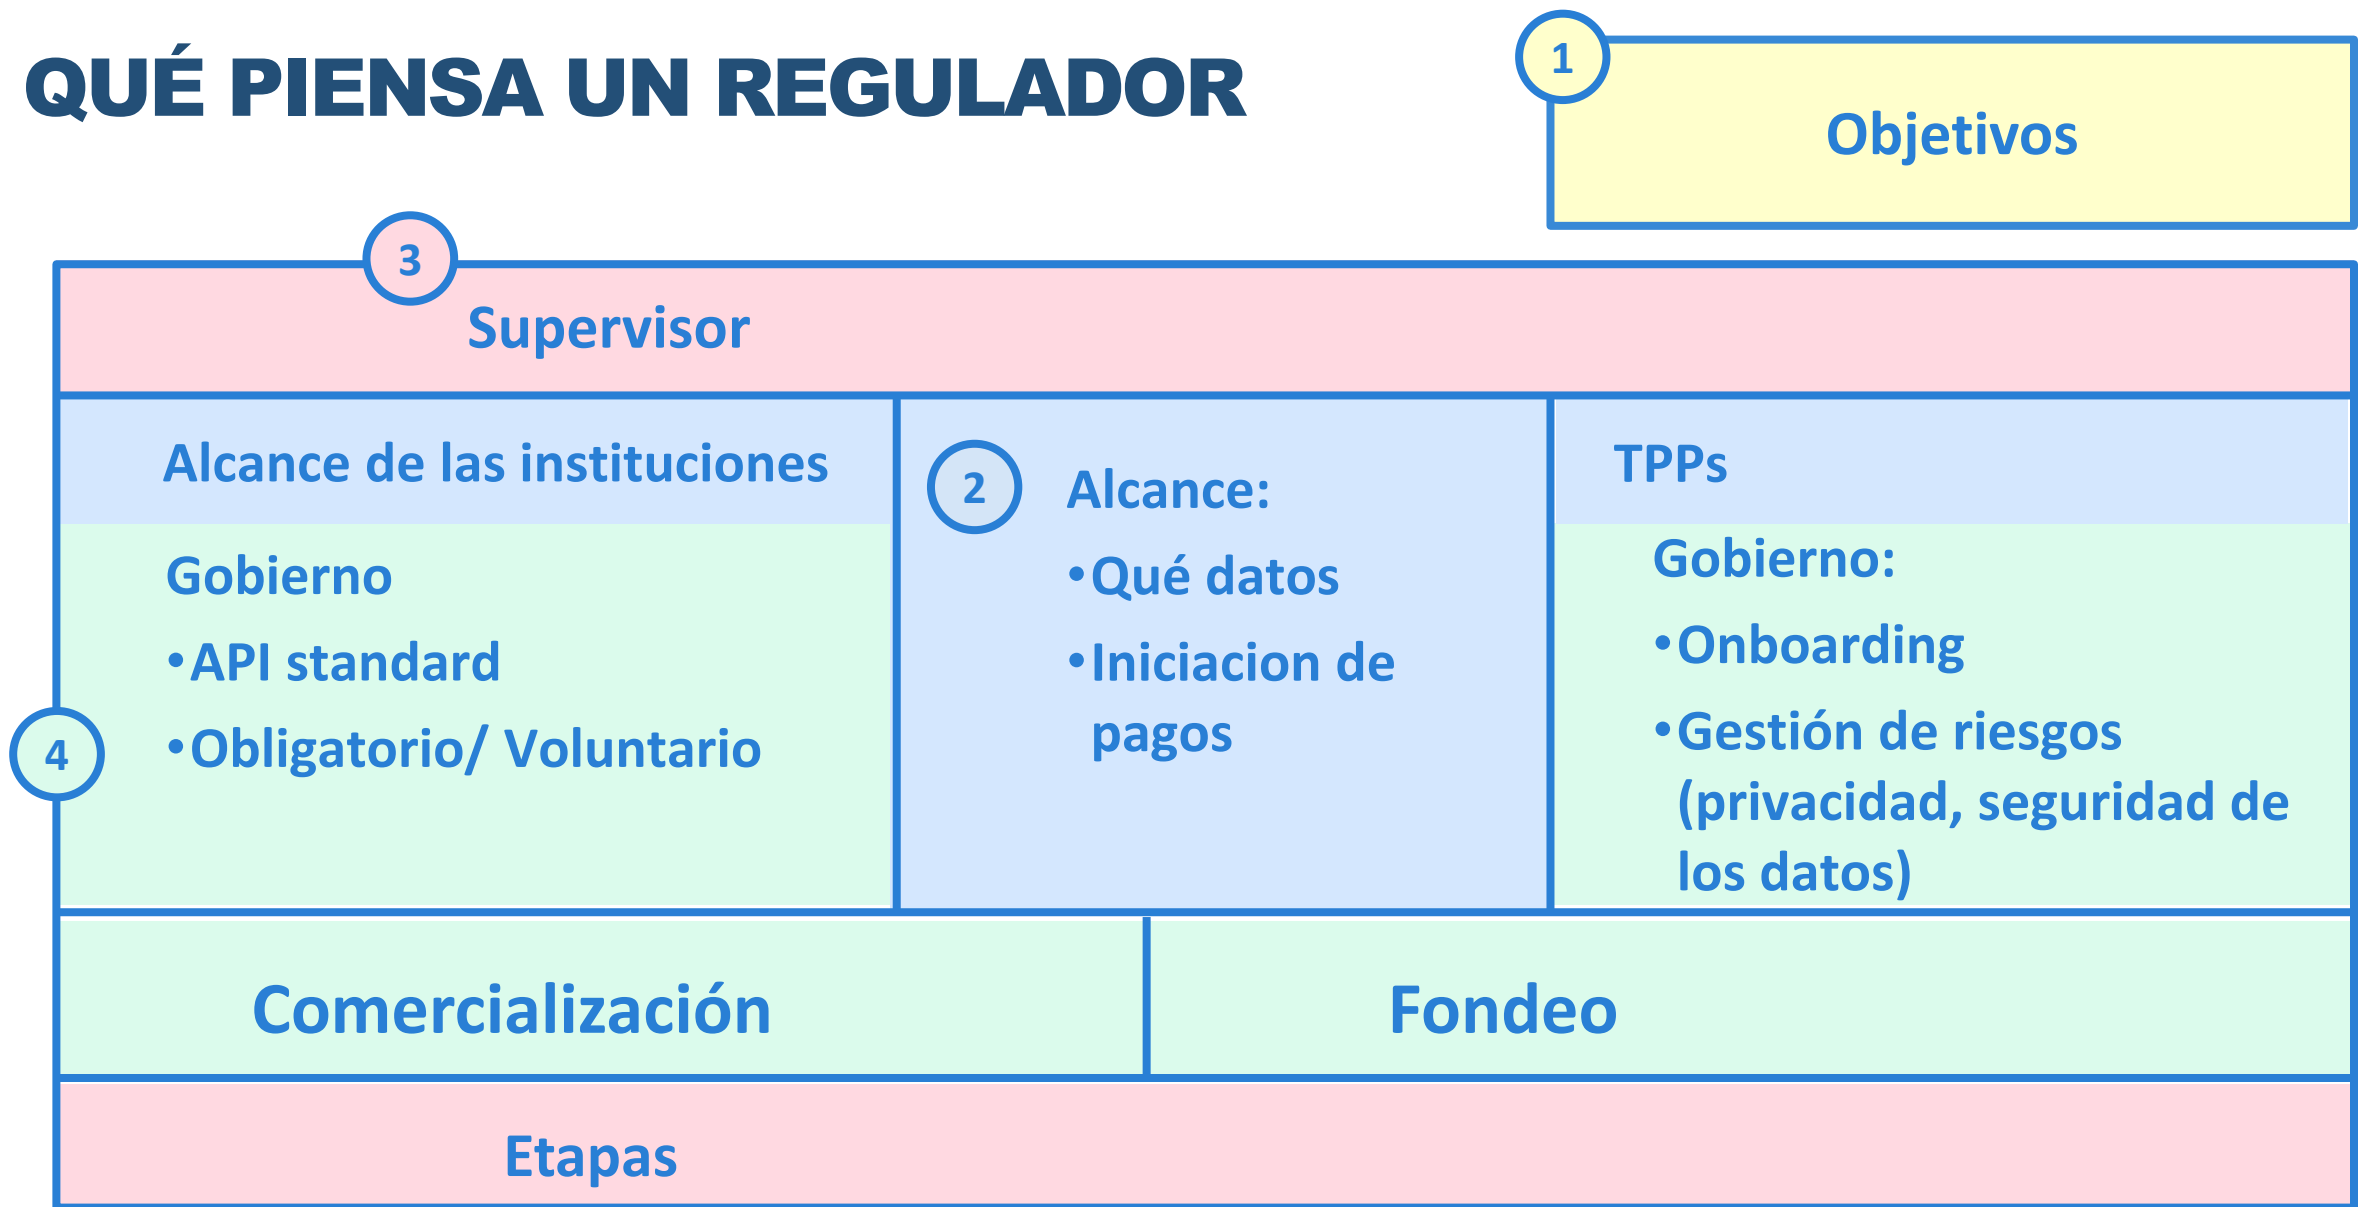 QUÉ PIENSA UN REGULADOR
1
Objetivos
3
Supervisor
Alcance de las instituciones
Gobierno
•API standard
•Obligatorio/ Voluntario
4
2
Alcance:
•Qué datos
•Iniciacion de
pagos
TPPs
Gobierno:
•Onboarding
•Gestión de riesgos
(privacidad, seguridad de
los datos)
Comercialización
Fondeo
Etapas